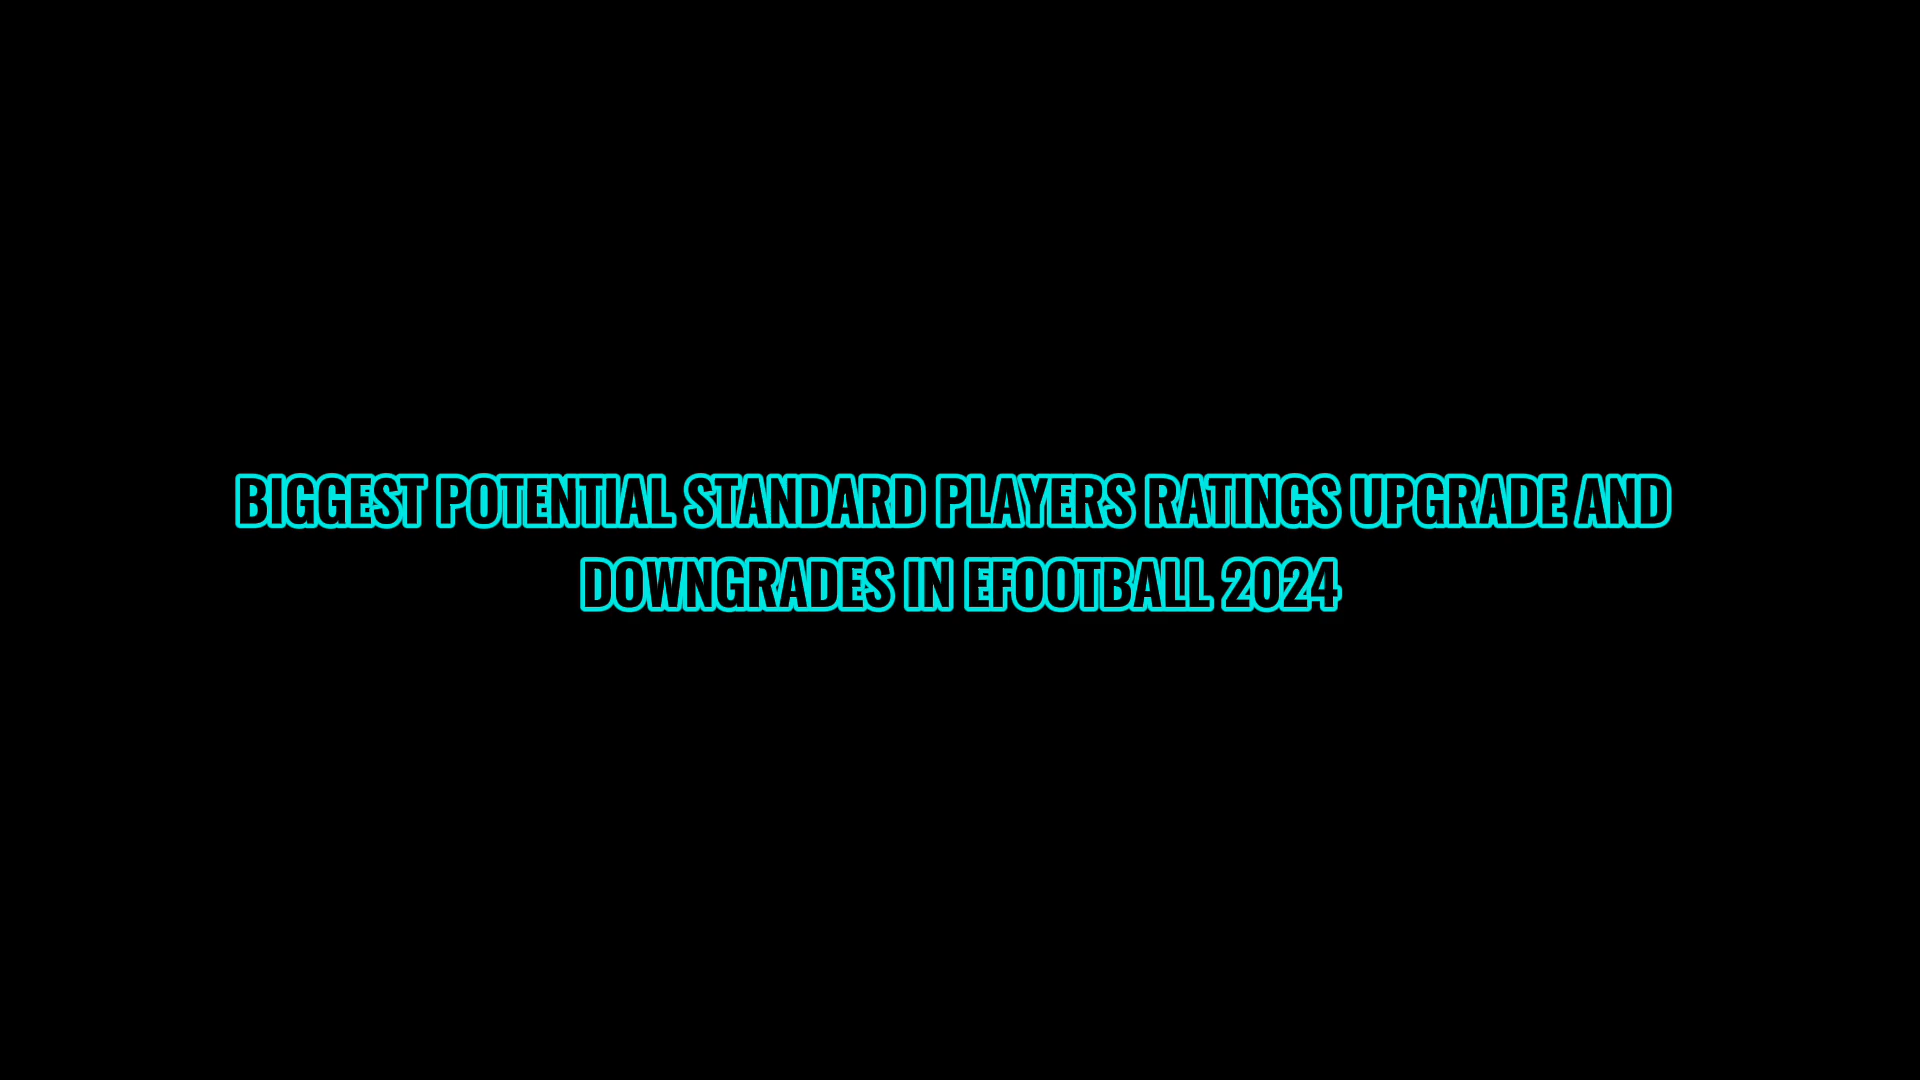 BIGGEST POTENTIAL STANDARD PLAYERS RATINGS UPGRADE AND
DOWNGRADES IN EFOOTBALL 2024